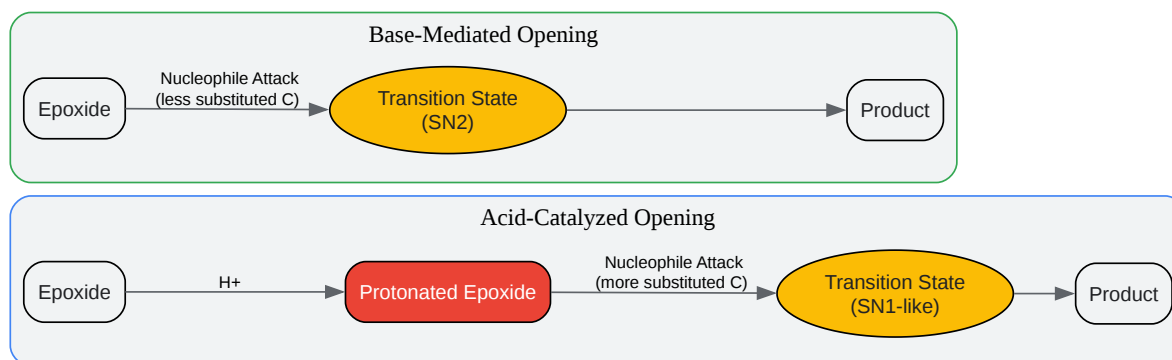 Base-Mediated Opening
Epoxide
Nucleophile Attack
(less substituted C)
Transition State
(SN2)
Product
Acid-Catalyzed Opening
Epoxide
H+
Protonated Epoxide
Nucleophile Attack
(more substituted C)
Transition State
(SN1-like)
Product